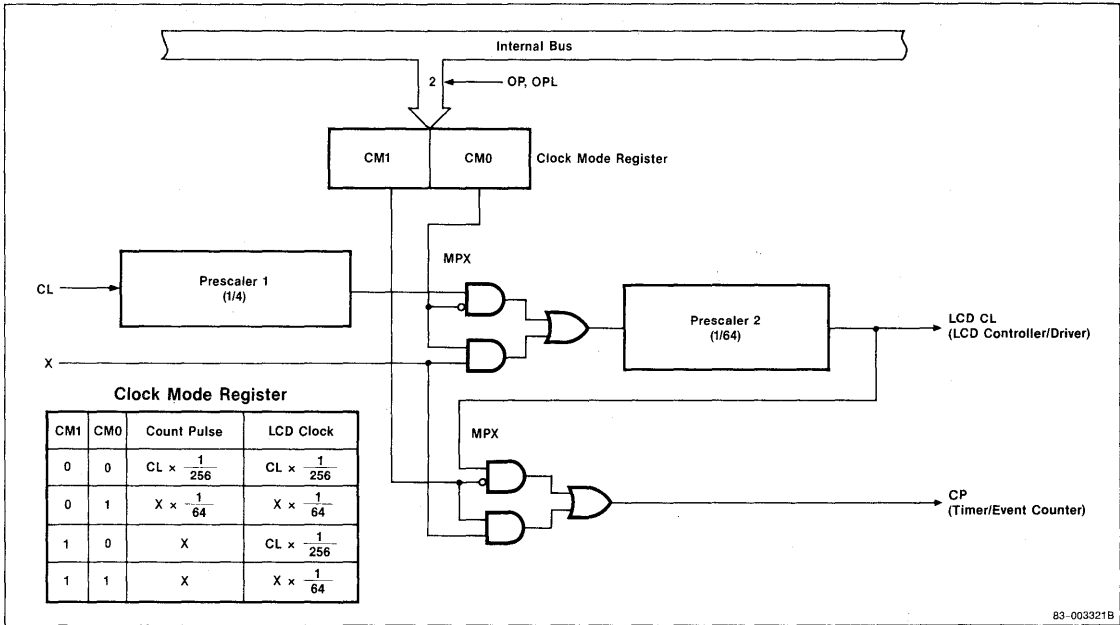 Internal Bus
2
OP, OPL
CM1 CM0
Clock Mode Register
MPX
CL
Prescaler 1
(1/4)
Prescaler 2
(1/64)
LCD CL
(LCD Controller/Driver)
X
MPX
CP
(Timer/Event Counter)
Clock Mode Register
CM1 CM0 Count Pulse LCD Clock
0 0 CL × 1/256 CL × 1/256
0 1 X × 1/64 X × 1/64
1 0 X CL × 1/256
1 1 X X × 1/64
83-003321B